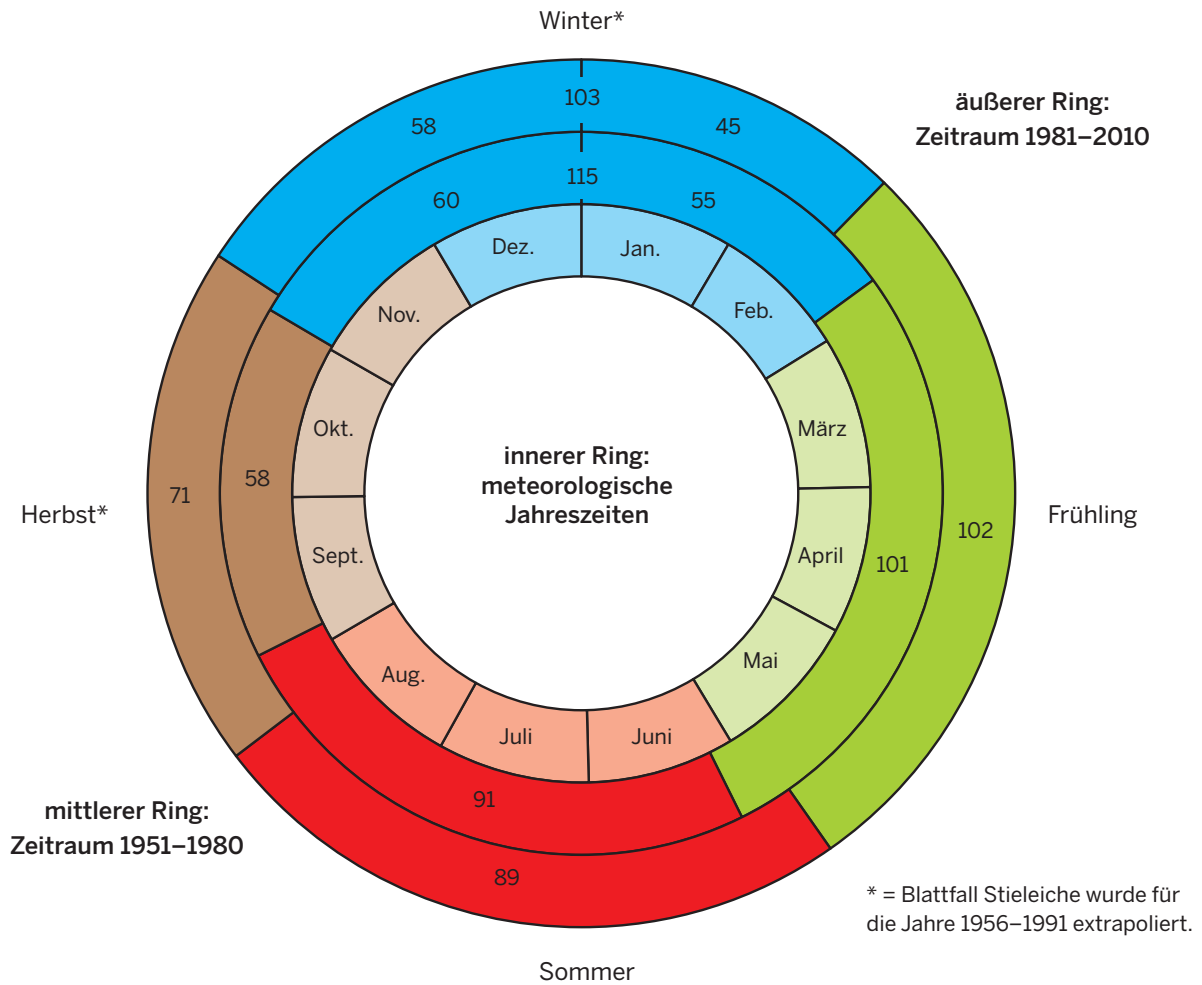 Winter*
äußerer Ring:
Zeitraum 1981–2010
58
103
45
60
115
55
Dez.
Jan.
Nov.
Feb.
Okt.
März
innerer Ring:
meteorologische
Jahreszeiten
Herbst*
71
58
Sept.
April
101
102
Frühling
Aug.
Mai
Juli
Juni
mittlerer Ring:
Zeitraum 1951–1980
91
89
* = Blattfall Stieleiche wurde für
die Jahre 1956–1991 extrapoliert.
Sommer